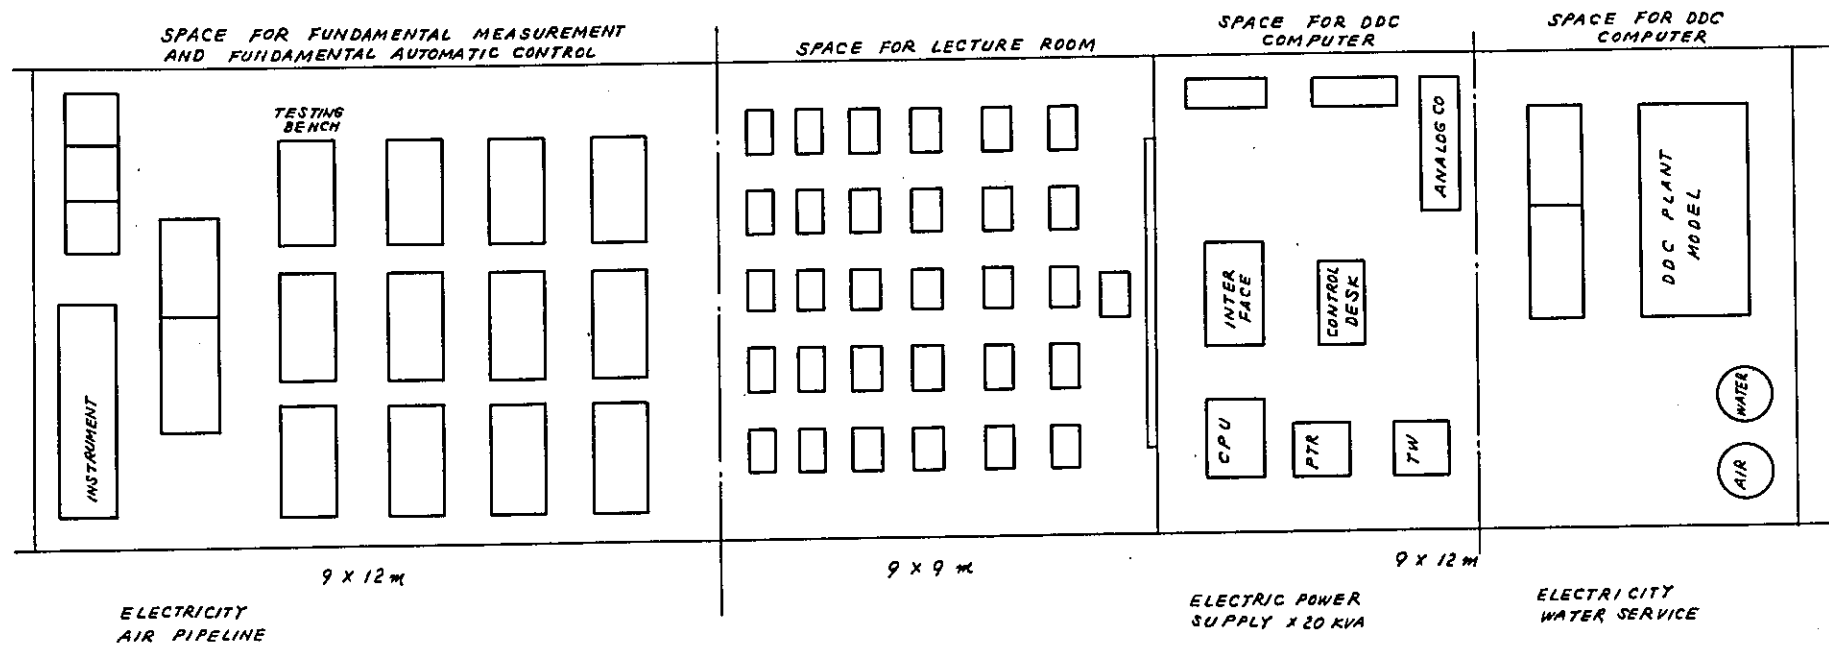 SPACE FOR FUNDAMENTAL MEASUREMENT
AND FUNDAMENTAL AUTOMATIC CONTROL
SPACE FOR LECTURE ROOM
SPACE FOR DDC
COMPUTER
SPACE FOR DDC
COMPUTER
TESTING
BENCH
INSTRUMENT
ANALOG CO
INTER
FACE
CONTROL
DESK
CPU
PTR
TW
DDC PLANT
MODEL
WATER
AIR
9 X 12 m
9 X 9 m
9 X 12 m
ELECTRICITY
AIR PIPELINE
ELECTRIC POWER
SUPPLY X 20 KVA
ELECTRICITY
WATER SERVICE